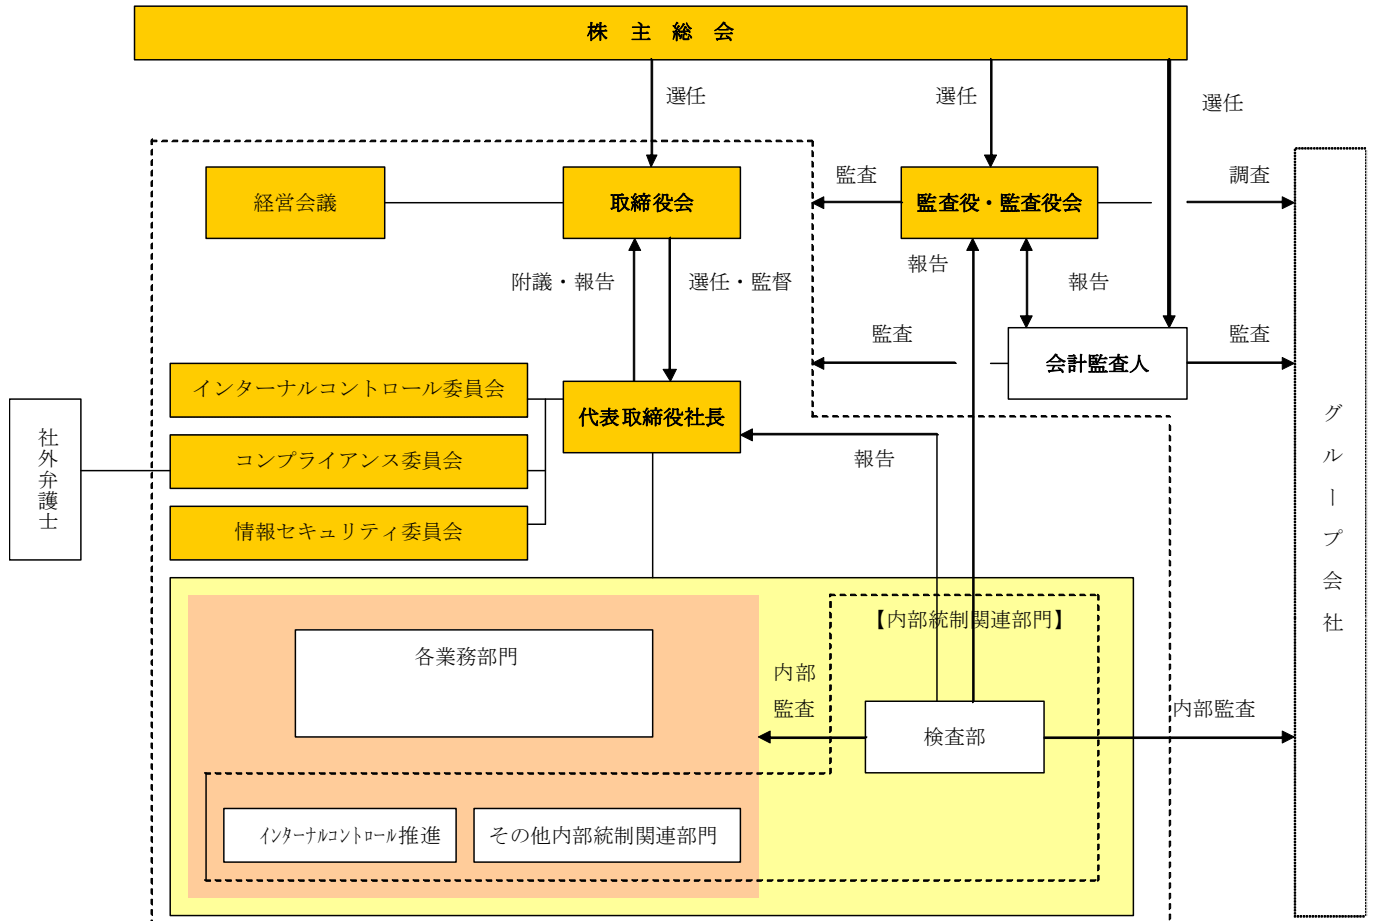 株 主 総 会
選任
選任
選任
経営会議
取締役会
監査
監査役・監査役会
調査
附議・報告
選任・監督
報告
報告
監査
会計監査人
監査
インターナルコントロール委員会
代表取締役社長
コンプライアンス委員会
報告
情報セキュリティ委員会
社外弁護士
グループ会社
【内部統制関連部門】
各業務部門
内部
監査
検査部
内部監査
ｲﾝﾀｰﾅﾙｺﾝﾄﾛｰﾙ推進
その他内部統制関連部門